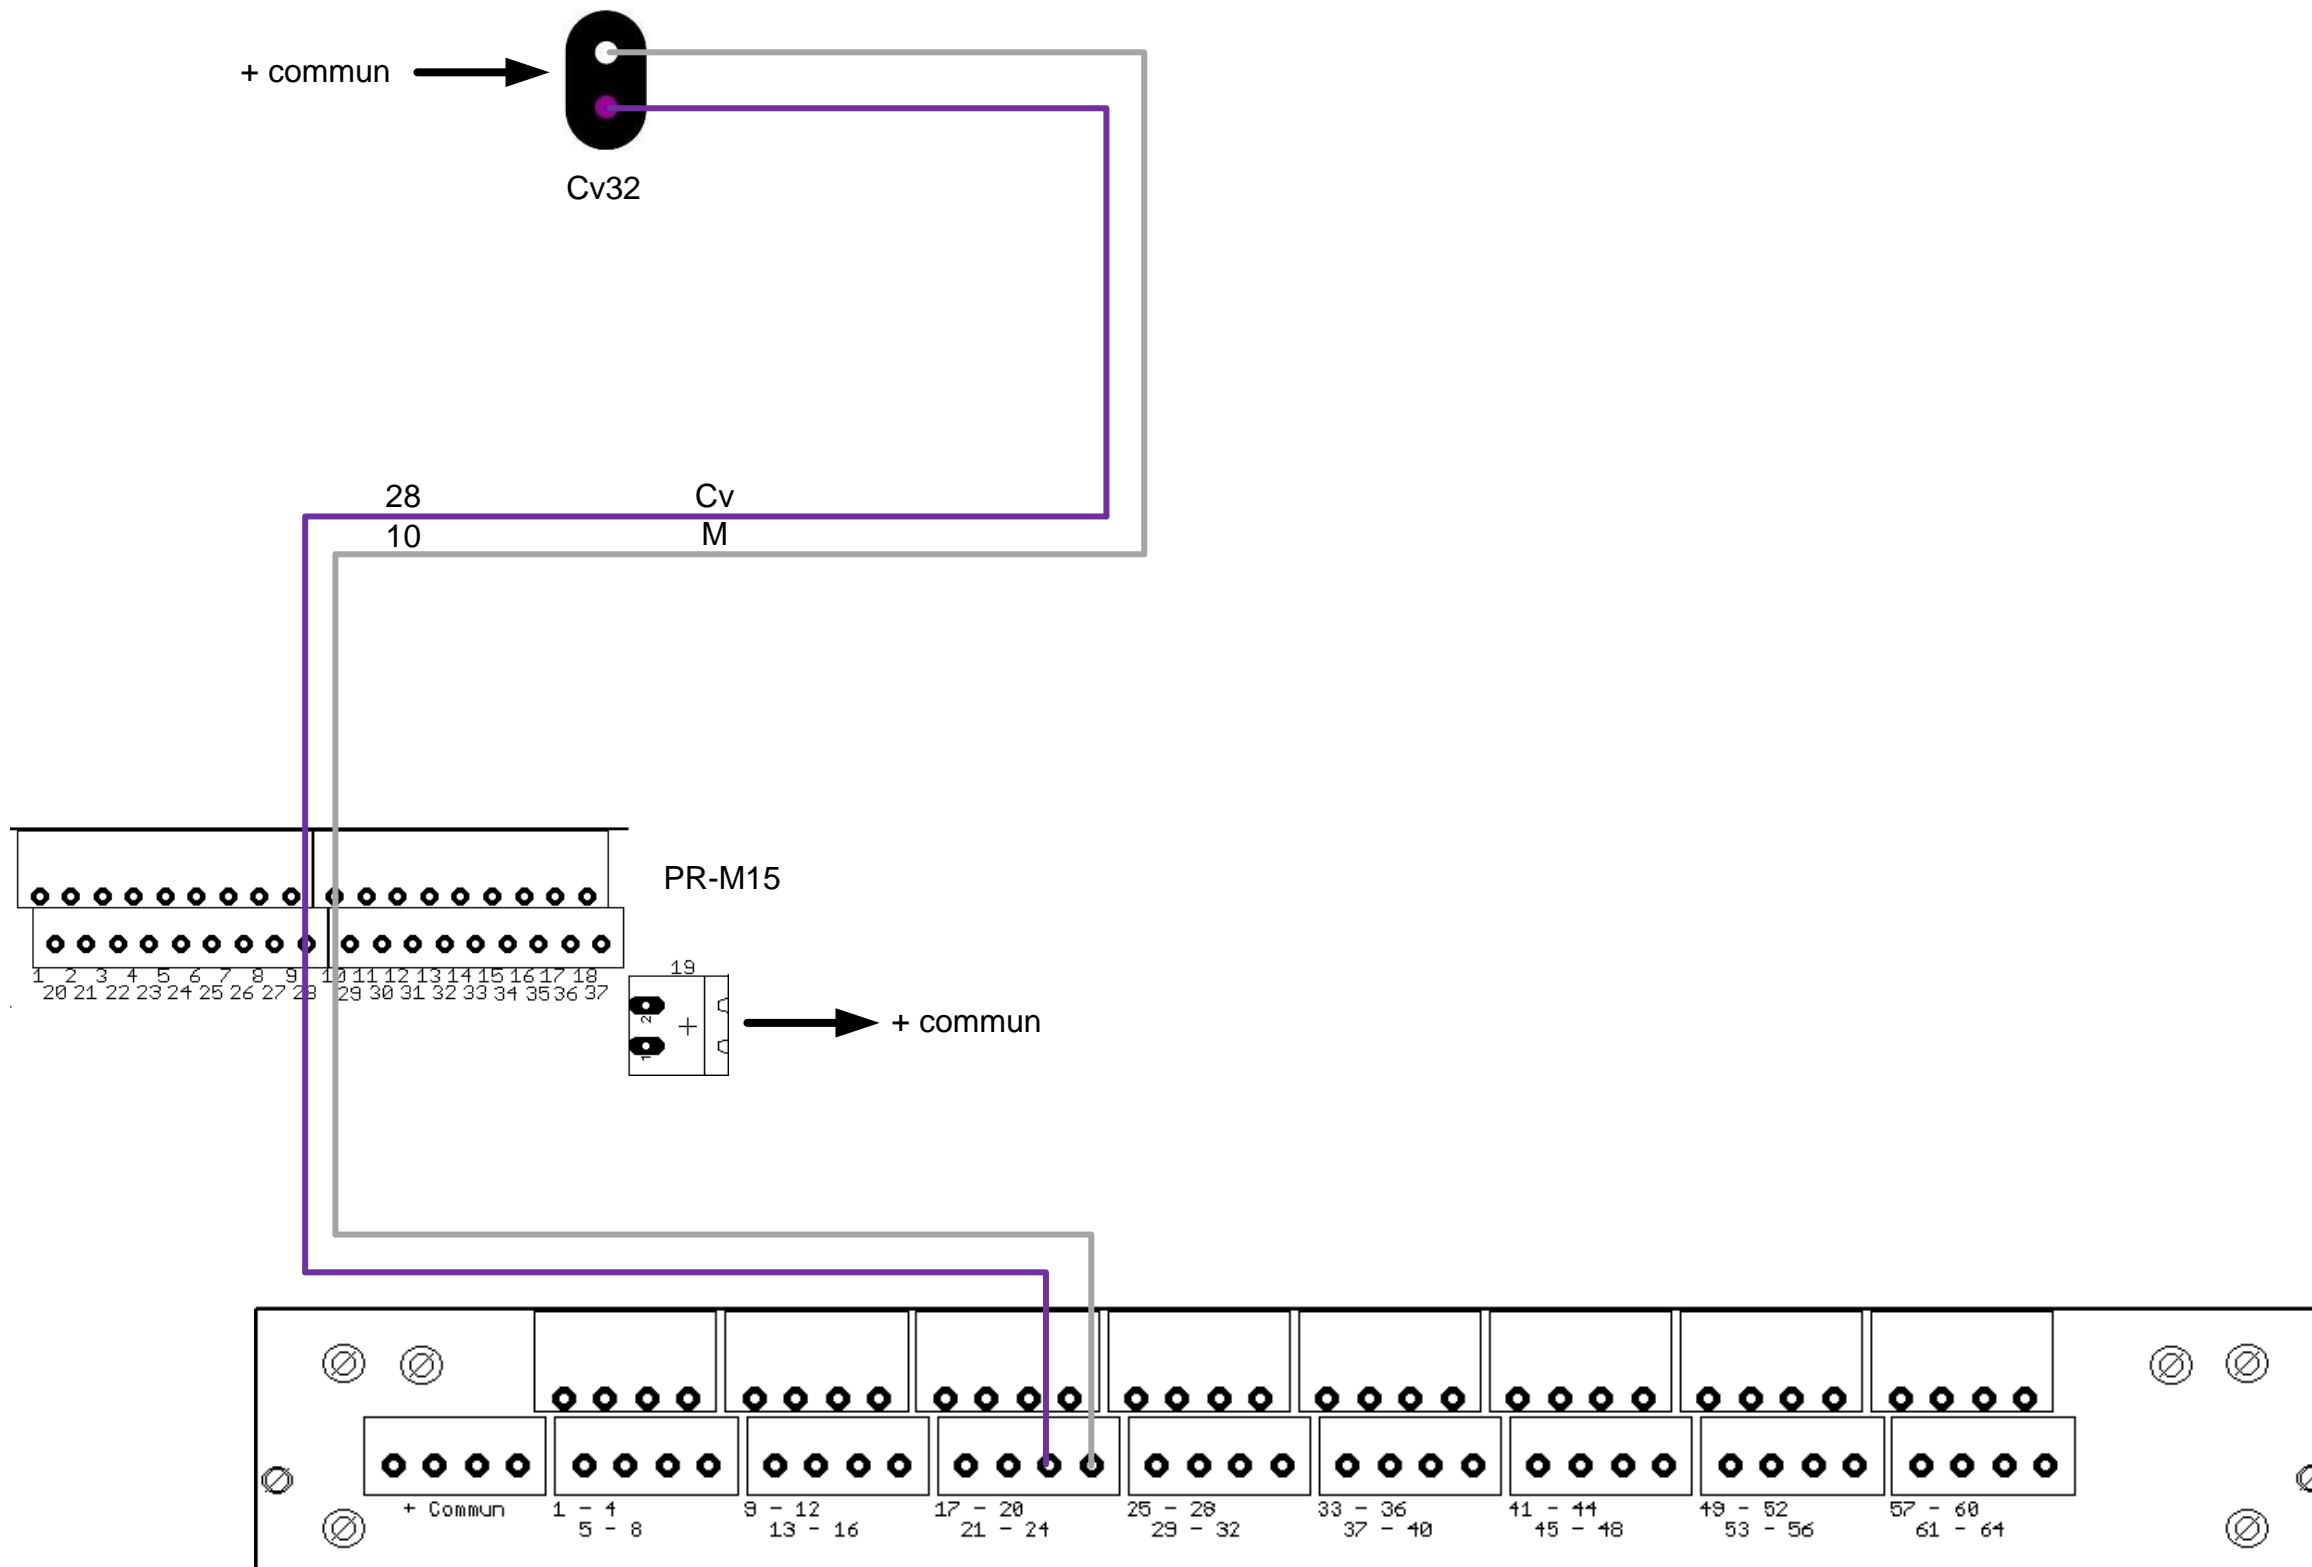 + commun
Cv32
28 Cv
10 M
PR-M15
1 2 3 4 5 6 7 8 9 10 11 12 13 14 15 16 17 18
20 21 22 23 24 25 26 27 28 29 30 31 32 33 34 35 36 37
19
2
+
1
+ commun
+ Commun 1 - 4 9 - 12 17 - 20 25 - 28 33 - 36 41 - 44 49 - 52 57 - 60
5 - 8 13 - 16 21 - 24 29 - 32 37 - 40 45 - 48 53 - 56 61 - 64